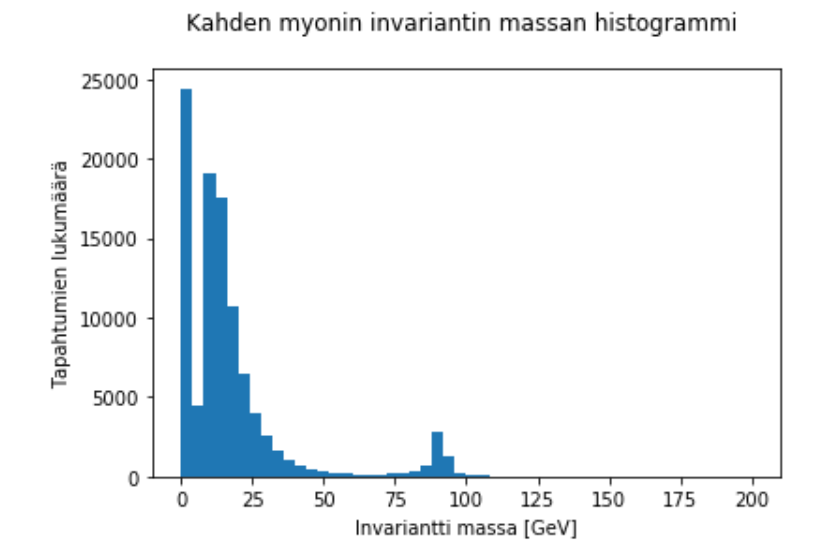 Kahden myonin invariantin massan histogrammi
25000
20000
15000
10000
5000
0
Tapahtumien lukumäärä
0 25 50 75 100 125 150 175 200
Invariantti massa [GeV]